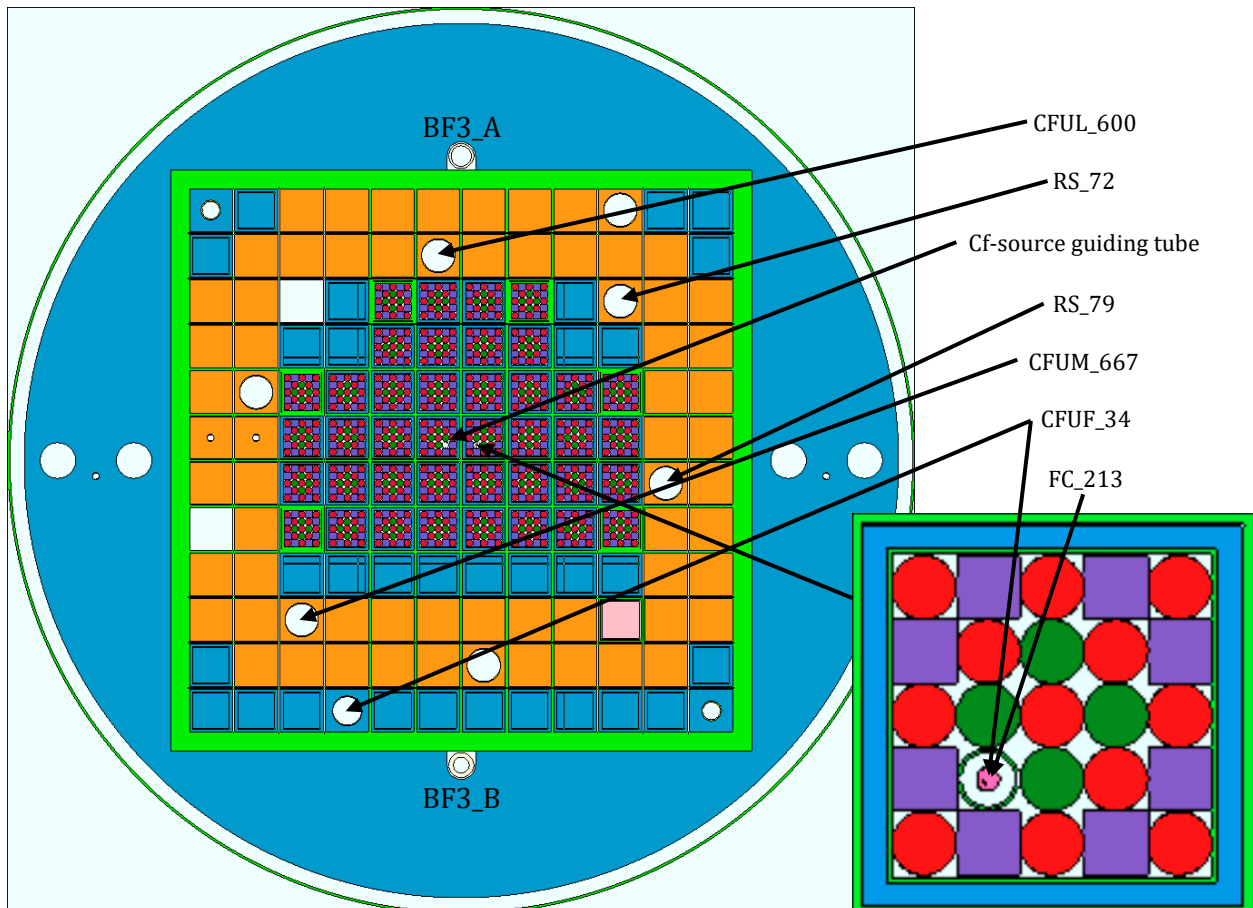 BF3_A
CFUL_600
RS_72
Cf-source guiding tube
RS_79
CFUM_667
CFUF_34
FC_213
BF3_B